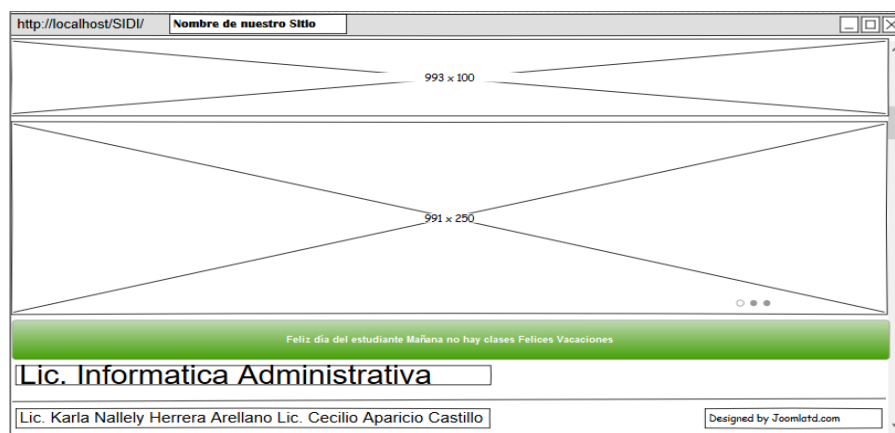 http://localhost/SIDI/ Nombre de nuestro Sitio
993 x 100
991 x 250
Feliz día del estudiante Mañana no hay clases Felices Vacaciones
Lic. Informatica Administrativa
Lic. Karla Nallely Herrera Arellano Lic. Cecilio Aparicio Castillo
Designed by Joomlatd.com